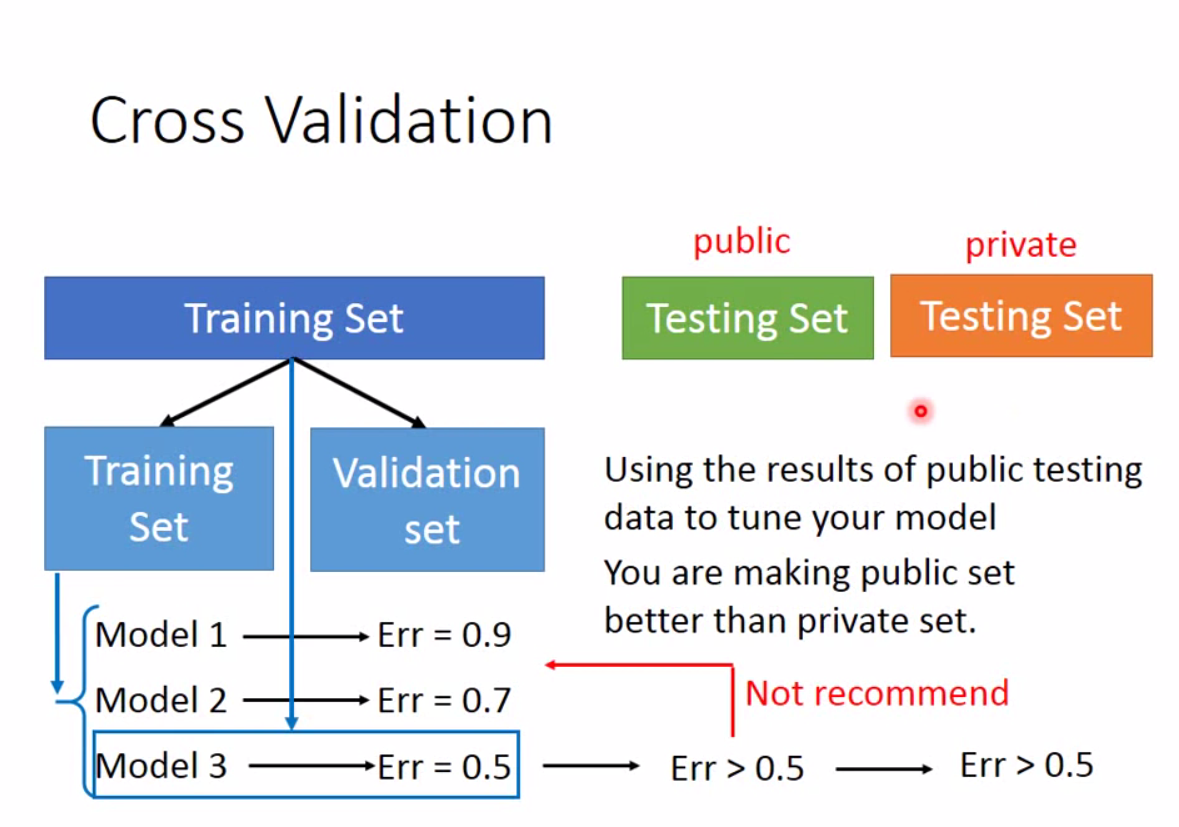 Cross Validation
public
private
Training Set
Testing Set
Testing Set
Training
Set
Validation
set
Using the results of public testing
data to tune your model
You are making public set
better than private set.
Model 1
Err = 0.9
Model 2
Err = 0.7
Not recommend
Model 3
Err = 0.5
Err > 0.5
Err > 0.5